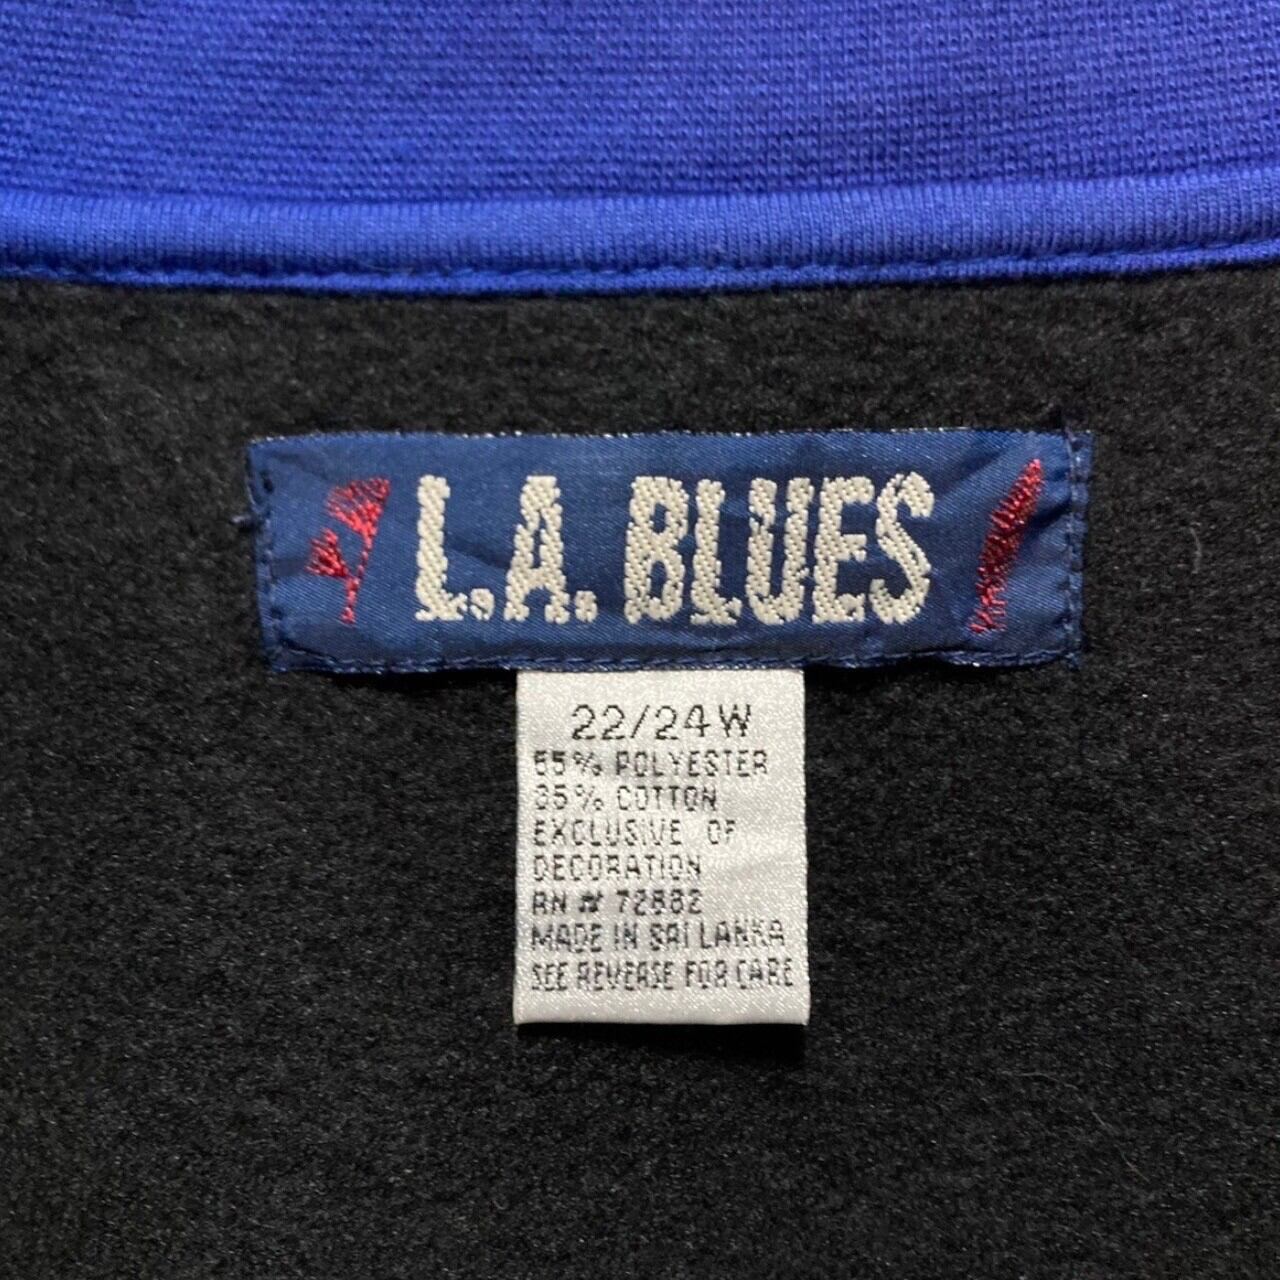 L.A. BLUES
22/24W
65% POLYESTER
35% COTTON
EXCLUSIVE OF
DECORATION
RN # 72882
MADE IN SRI LANKA
SEE REVERSE FOR CARE